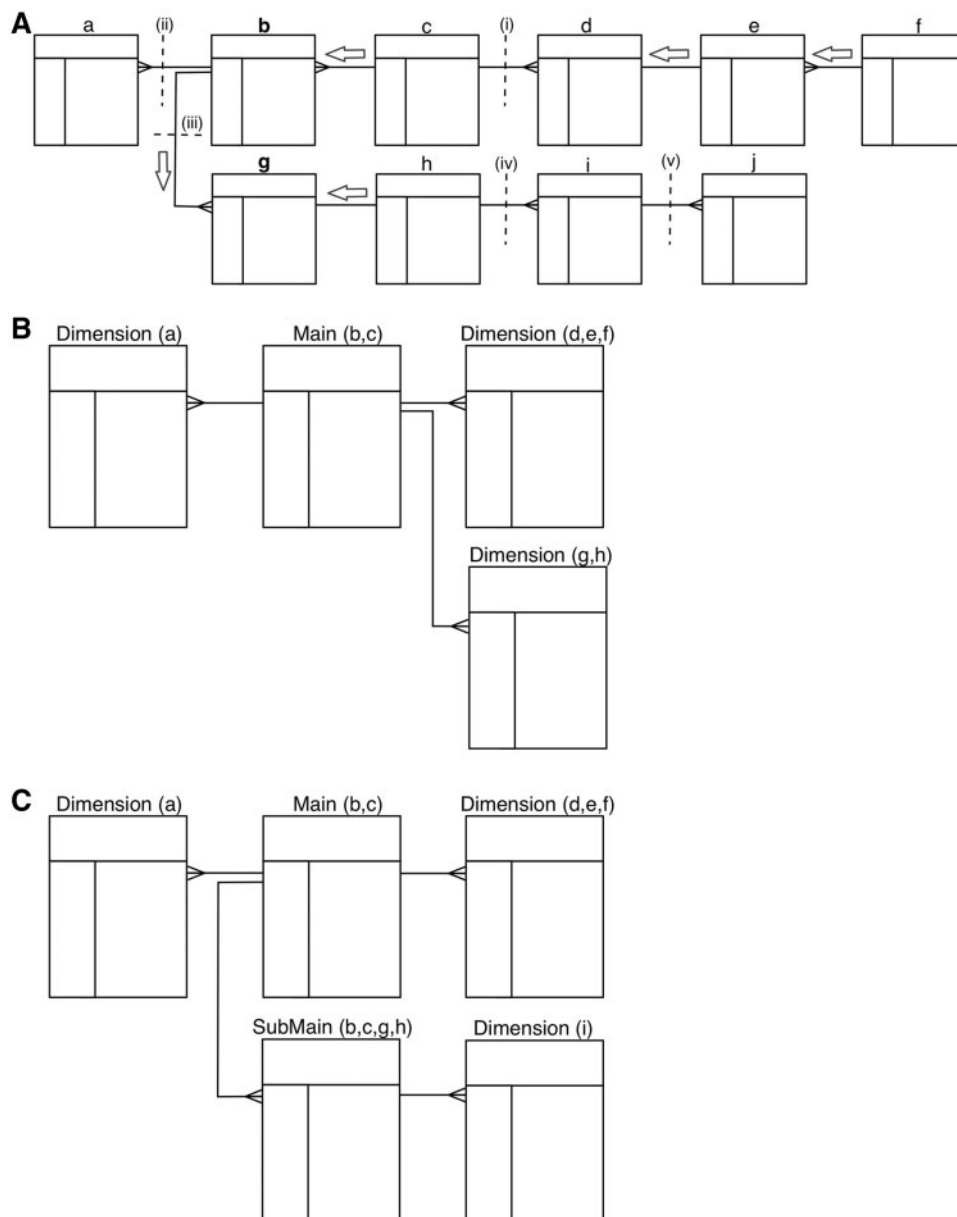 A
a (ii) b c (i) d e f
(iii)
g h (iv) i (v) j
B
Dimension (a) Main (b,c) Dimension (d,e,f)
Dimension (g,h)
C
Dimension (a) Main (b,c) Dimension (d,e,f)
SubMain (b,c,g,h) Dimension (i)